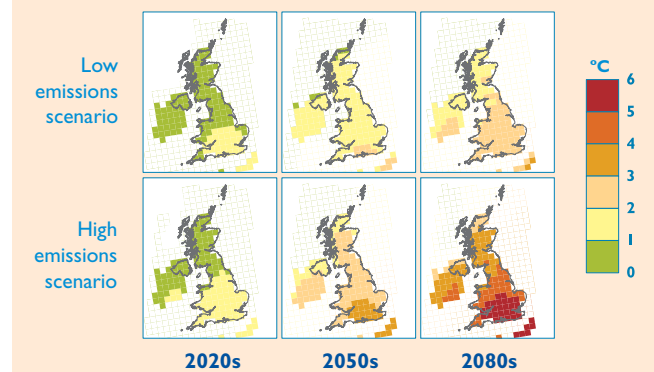 Low
emissions
scenario
°C
6
5
4
3
2
1
0
High
emissions
scenario
2020s
2050s
2080s